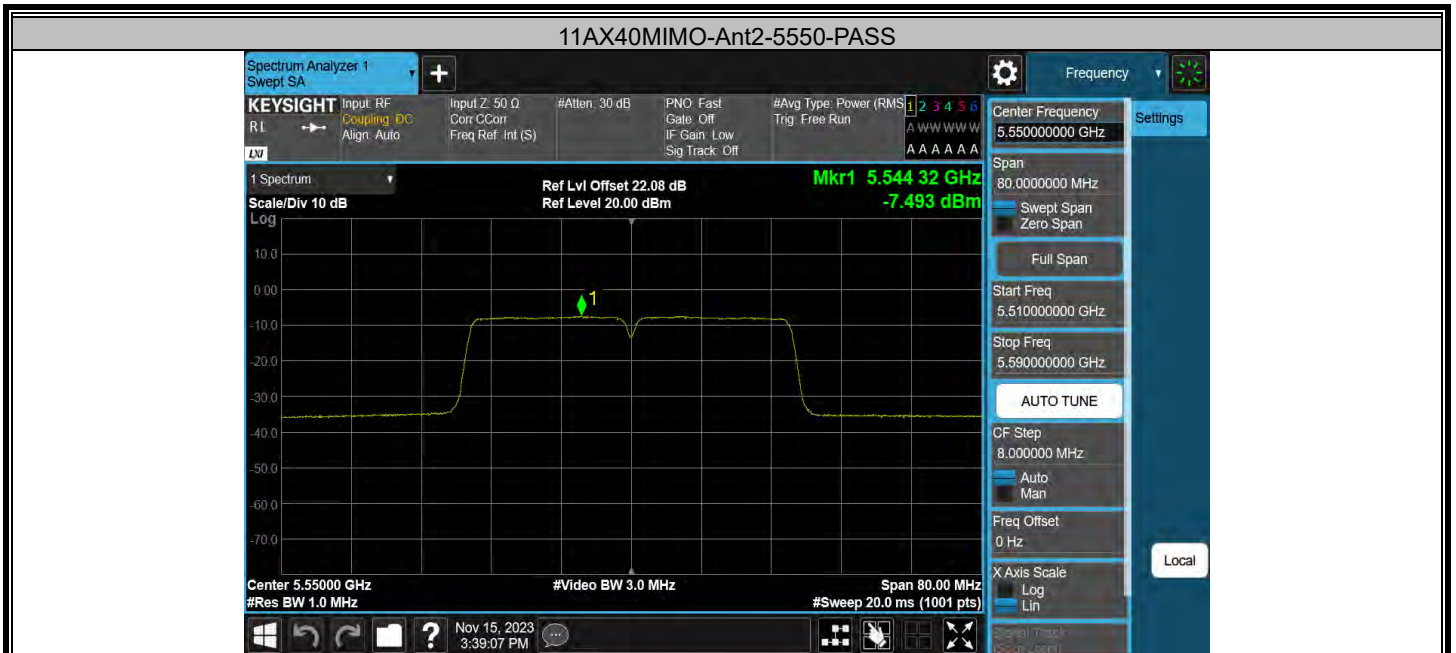 11AX40MIMO-Ant2-5550-PASS
Spectrum Analyzer 1
Swept SA
+
Frequency
KEYSIGHT
RL
LXI
Input: RF
Coupling: DC
Align: Auto
Input Z: 50 Ω
Corr CCorr
Freq Ref: Int (S)
#Atten: 30 dB
PNO: Fast
Gate: Off
IF Gain: Low
Sig Track: Off
#Avg Type: Power (RMS
Trig: Free Run
1 2 3 4 5 6
A W W W W W
A A A A A A
1 Spectrum
Scale/Div 10 dB
Log
Ref Lvl Offset 22.08 dB
Ref Level 20.00 dBm
Mkr1 5.544 32 GHz
-7.493 dBm
10.0
0.00
-10.0
-20.0
-30.0
-40.0
-50.0
-60.0
-70.0
1
Center 5.55000 GHz
#Res BW 1.0 MHz
#Video BW 3.0 MHz
Span 80.00 MHz
#Sweep 20.0 ms (1001 pts)
Center Frequency
5.550000000 GHz
Settings
Span
80.0000000 MHz
Swept Span
Zero Span
Full Span
Start Freq
5.510000000 GHz
Stop Freq
5.590000000 GHz
AUTO TUNE
CF Step
8.000000 MHz
Auto
Man
Freq Offset
0 Hz
X Axis Scale
Log
Lin
Signal Track
Local
?
Nov 15, 2023
3:39:07 PM